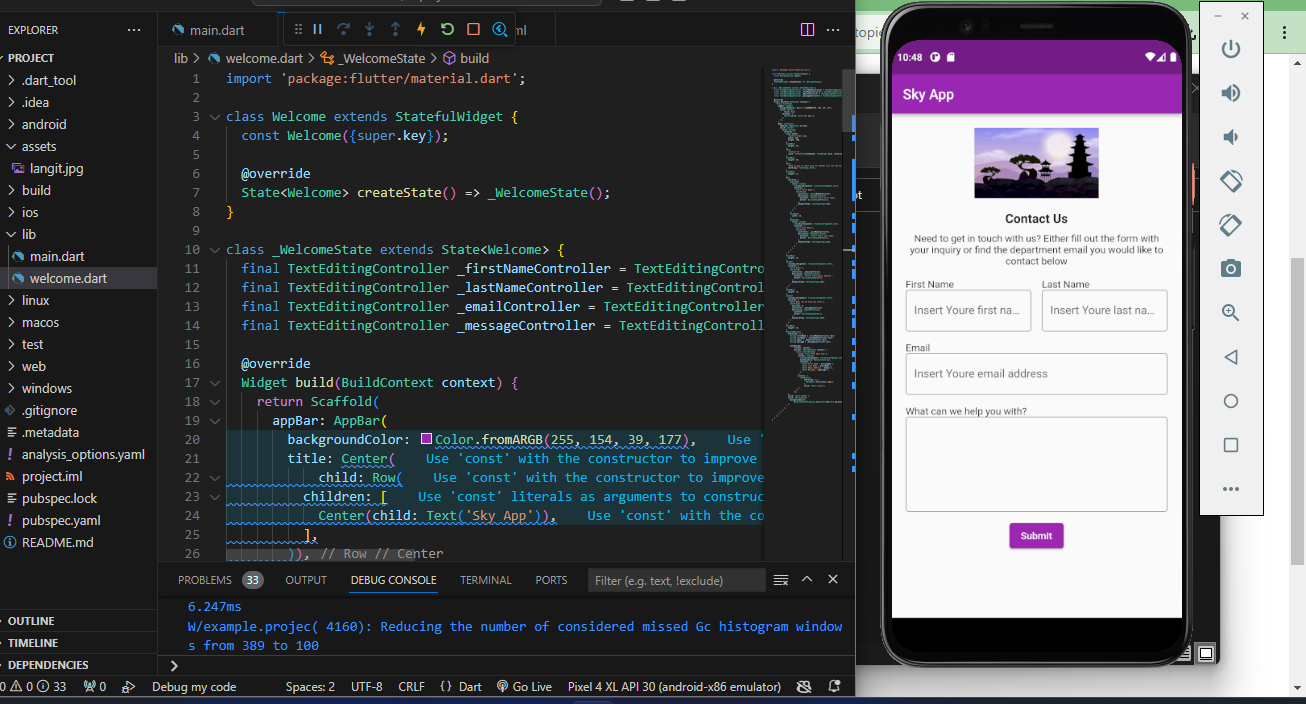 EXPLORER
PROJECT
.dart_tool
.idea
android
assets
langit.jpg
build
ios
lib
main.dart
welcome.dart
linux
macos
test
web
windows
.gitignore
.metadata
analysis_options.yaml
project.iml
pubspec.lock
pubspec.yaml
README.md
OUTLINE
TIMELINE
DEPENDENCIES
main.dart
ml
lib > welcome.dart > _WelcomeState > build
1 import 'package:flutter/material.dart';
2
3 class Welcome extends StatefulWidget {
4 const Welcome({super.key});
5
6 @override
7 State<Welcome> createState() => _WelcomeState();
8 }
9
10 class _WelcomeState extends State<Welcome> {
11 final TextEditingController _firstNameController = TextEditingContro
12 final TextEditingController _lastNameController = TextEditingControl
13 final TextEditingController _emailController = TextEditingController
14 final TextEditingController _messageController = TextEditingControll
15
16 @override
17 Widget build(BuildContext context) {
18 return Scaffold(
19 appBar: AppBar(
20 backgroundColor: Color.fromARGB(255, 154, 39, 177), Use '
21 title: Center( Use 'const' with the constructor to improve
22 child: Row( Use 'const' with the constructor to improve
23 children: [ Use 'const' literals as arguments to construc
24 Center(child: Text('Sky App')), Use 'const' with the co
25 ],
26 )), // Row // Center
PROBLEMS 33 OUTPUT DEBUG CONSOLE TERMINAL PORTS Filter (e.g. text, !exclude)
6.247ms
W/example.projec( 4160): Reducing the number of considered missed Gc histogram window
s from 389 to 100
0 0 33 0 Debug my code Spaces: 2 UTF-8 CRLF {} Dart Go Live Pixel 4 XL API 30 (android-x86 emulator)
topic
10:48
Sky App
Contact Us
Need to get in touch with us? Either fill out the form with
your inquiry or find the department email you would like to
contact below
First Name Last Name
Insert Youre first na... Insert Youre last na...
Email
Insert Youre email address
What can we help you with?
Submit